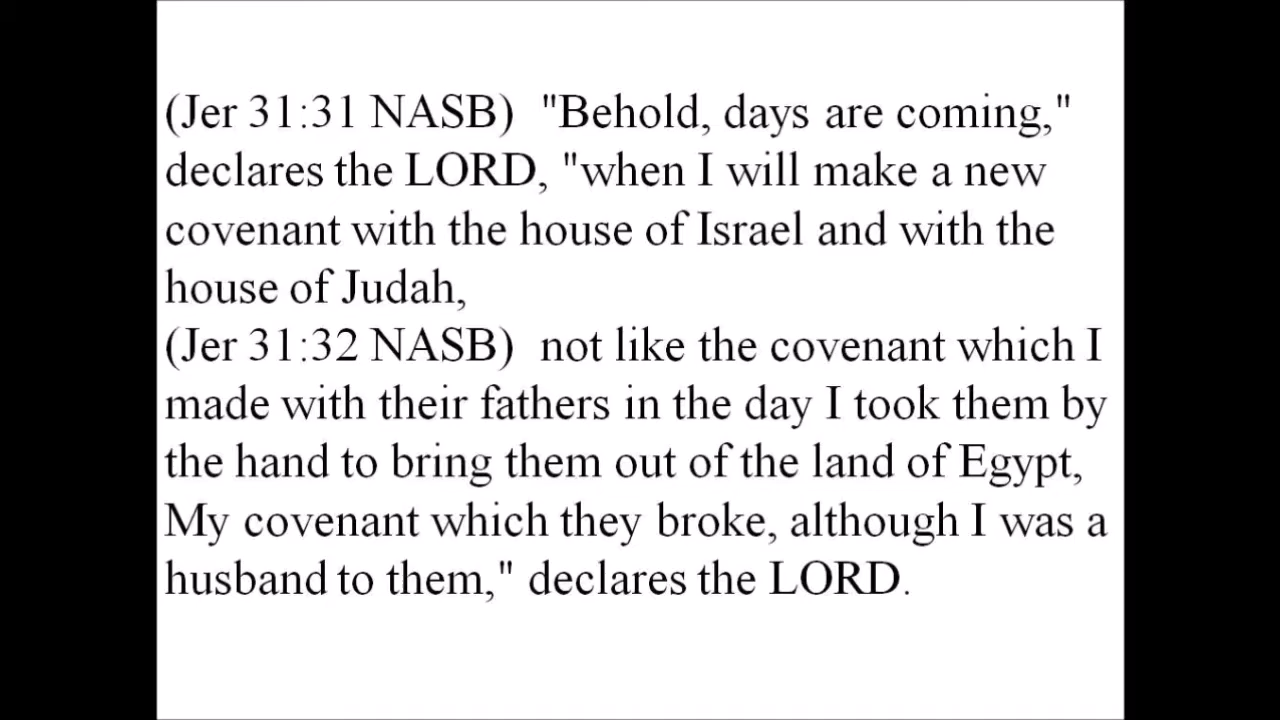 (Jer 31:31 NASB)  "Behold, days are coming,"
declares the LORD, "when I will make a new
covenant with the house of Israel and with the
house of Judah,
(Jer 31:32 NASB)  not like the covenant which I
made with their fathers in the day I took them by
the hand to bring them out of the land of Egypt,
My covenant which they broke, although I was a
husband to them," declares the LORD.